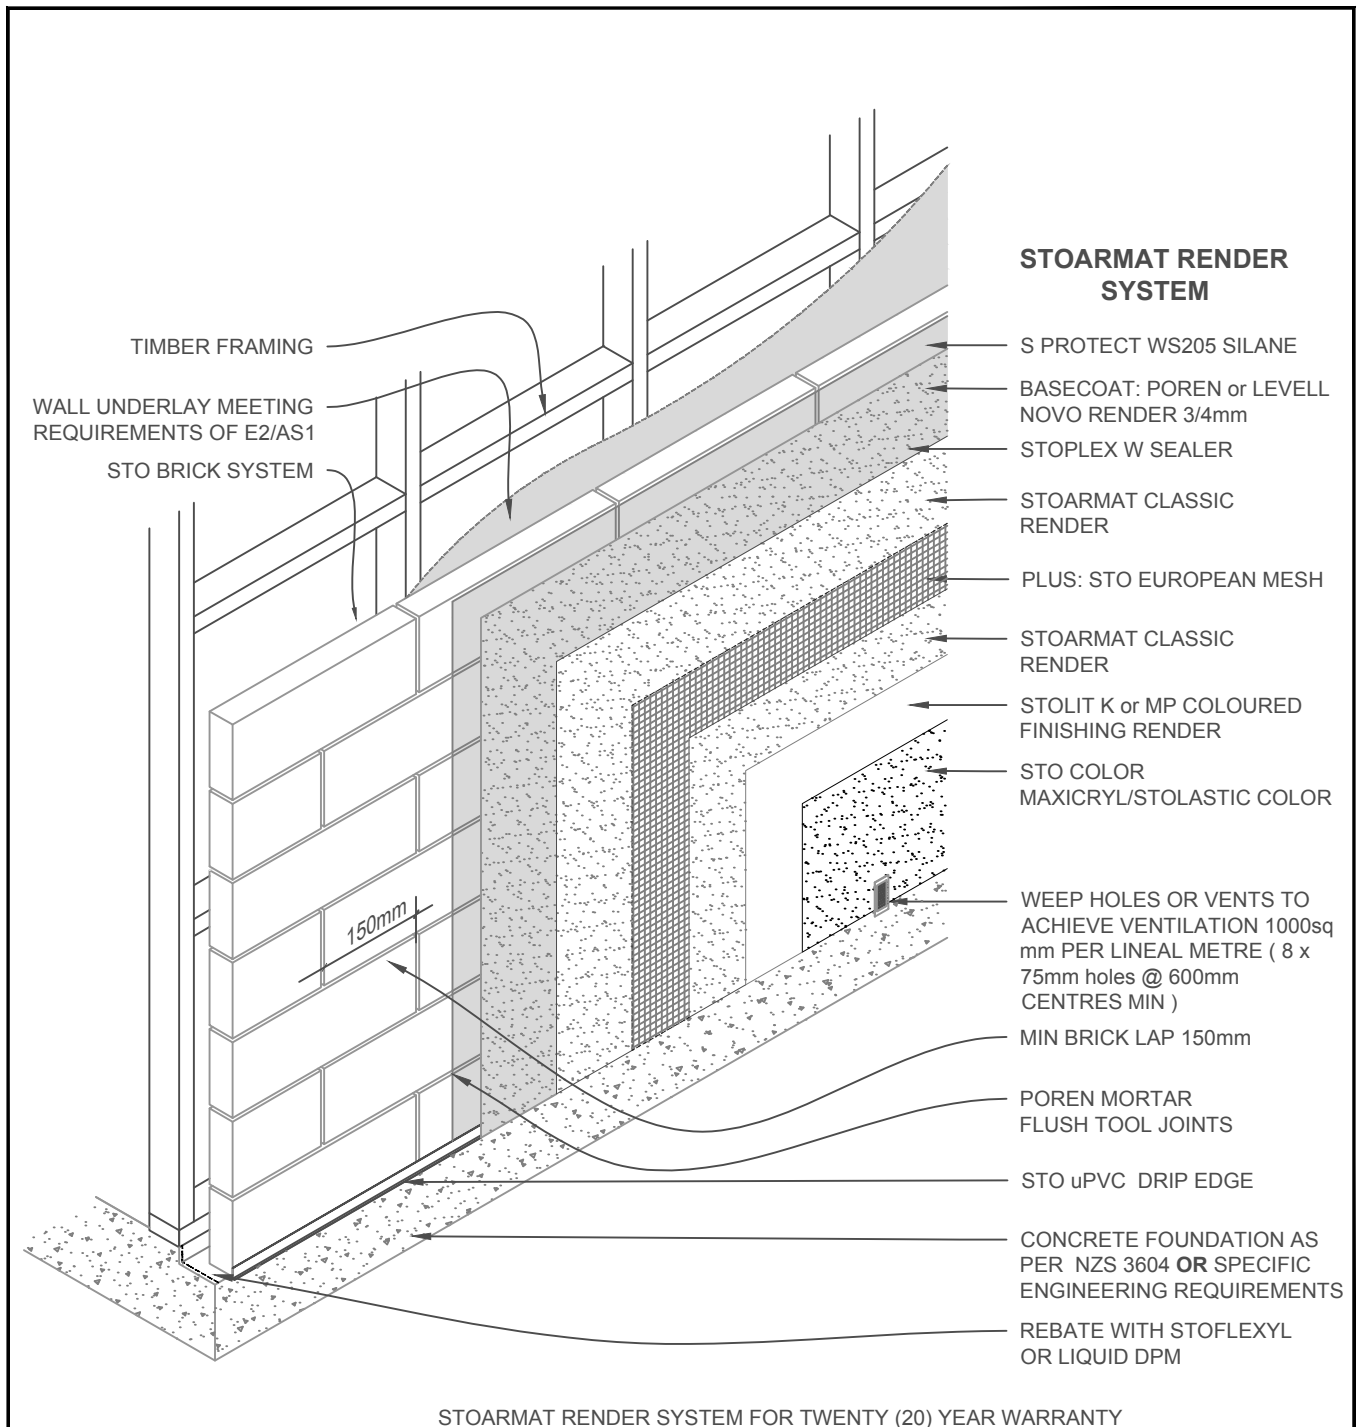 STOARMAT RENDER
SYSTEM
TIMBER FRAMING
WALL UNDERLAY MEETING
REQUIREMENTS OF E2/AS1
STO BRICK SYSTEM
S PROTECT WS205 SILANE
BASECOAT: POREN or LEVELL
NOVO RENDER 3/4mm
STOPLEX W SEALER
STOARMAT CLASSIC
RENDER
PLUS: STO EUROPEAN MESH
STOARMAT CLASSIC
RENDER
STOLIT K or MP COLOURED
FINISHING RENDER
STO COLOR
MAXICRYL/STOLASTIC COLOR
150mm
WEEP HOLES OR VENTS TO
ACHIEVE VENTILATION 1000sq
mm PER LINEAL METRE ( 8 x
75mm holes @ 600mm
CENTRES MIN )
MIN BRICK LAP 150mm
POREN MORTAR
FLUSH TOOL JOINTS
STO uPVC DRIP EDGE
CONCRETE FOUNDATION AS
PER NZS 3604 OR SPECIFIC
ENGINEERING REQUIREMENTS
REBATE WITH STOFLEXYL
OR LIQUID DPM
STOARMAT RENDER SYSTEM FOR TWENTY (20) YEAR WARRANTY